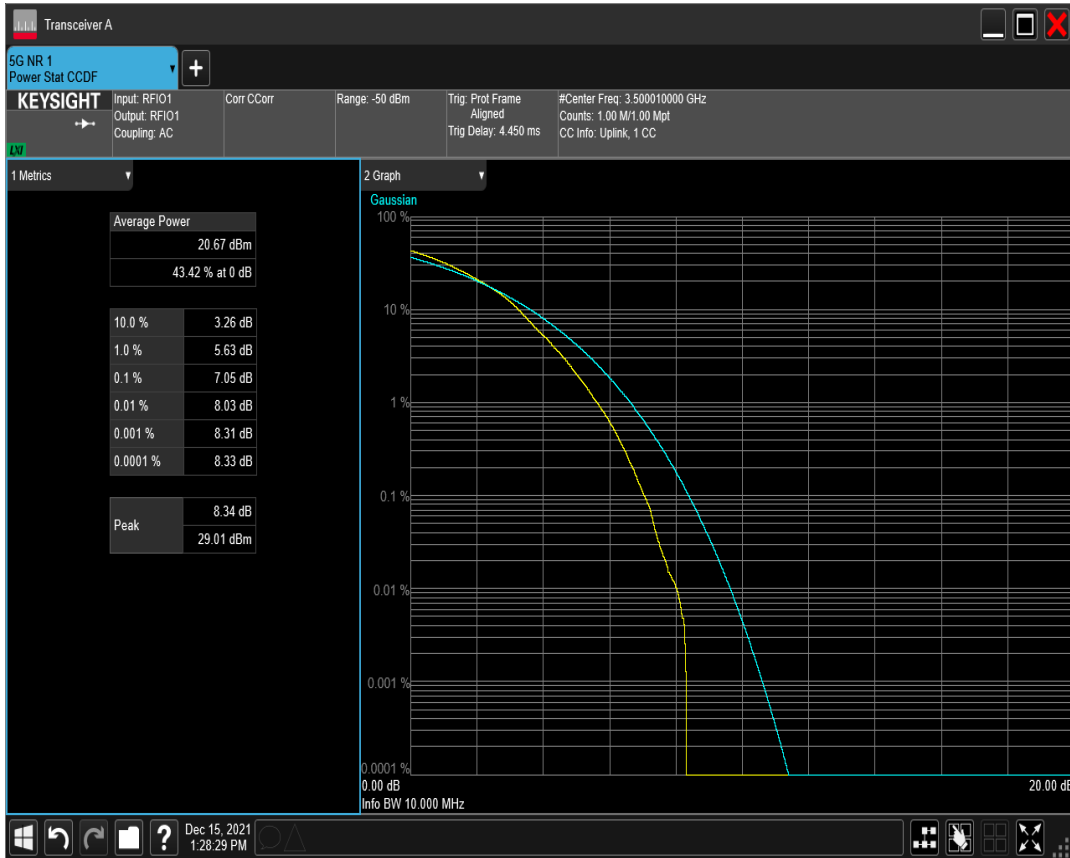 Transceiver A
5G NR 1
Power Stat CCDF
KEYSIGHT
LXI
Input: RFIO1
Output: RFIO1
Coupling: AC
Corr CCorr
Range: -50 dBm
Trig: Prot Frame
Aligned
Trig Delay: 4.450 ms
#Center Freq: 3.500010000 GHz
Counts: 1.00 M/1.00 Mpt
CC Info: Uplink, 1 CC
1 Metrics
Average Power
20.67 dBm
43.42 % at 0 dB
10.0 % 3.26 dB
1.0 % 5.63 dB
0.1 % 7.05 dB
0.01 % 8.03 dB
0.001 % 8.31 dB
0.0001 % 8.33 dB
Peak
8.34 dB
29.01 dBm
2 Graph
Gaussian
100 %
10 %
1 %
0.1 %
0.01 %
0.001 %
0.0001 %
0.00 dB 20.00 dB
Info BW 10.000 MHz
? Dec 15, 2021
1:28:29 PM